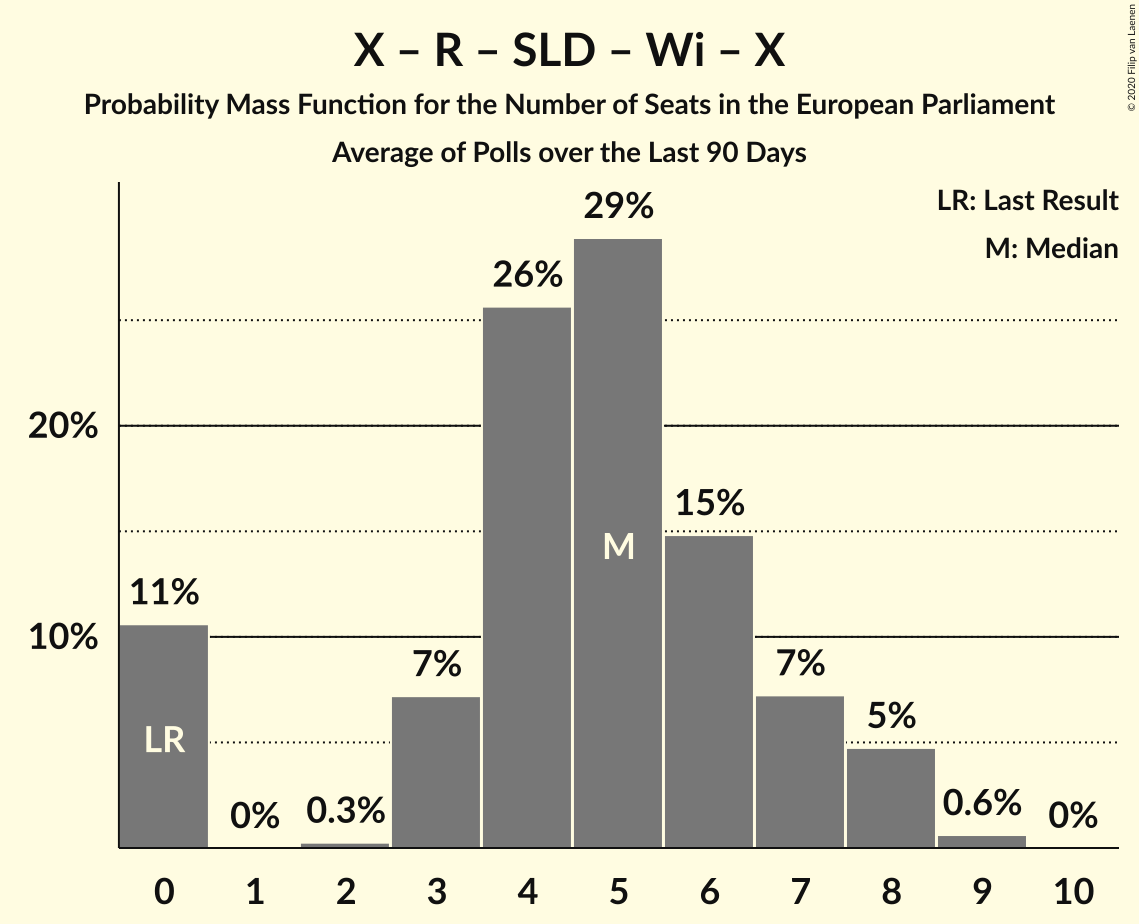 X – R – SLD – Wi – X
Probability Mass Function for the Number of Seats in the European Parliament
Average of Polls over the Last 90 Days
© 2020 Filip van Laenen
LR: Last Result
M: Median
29%
26%
20%
15%
M
11%
10%
7%
7%
5%
LR
0%
0.3%
0.6%
0%
0 1 2 3 4 5 6 7 8 9 10